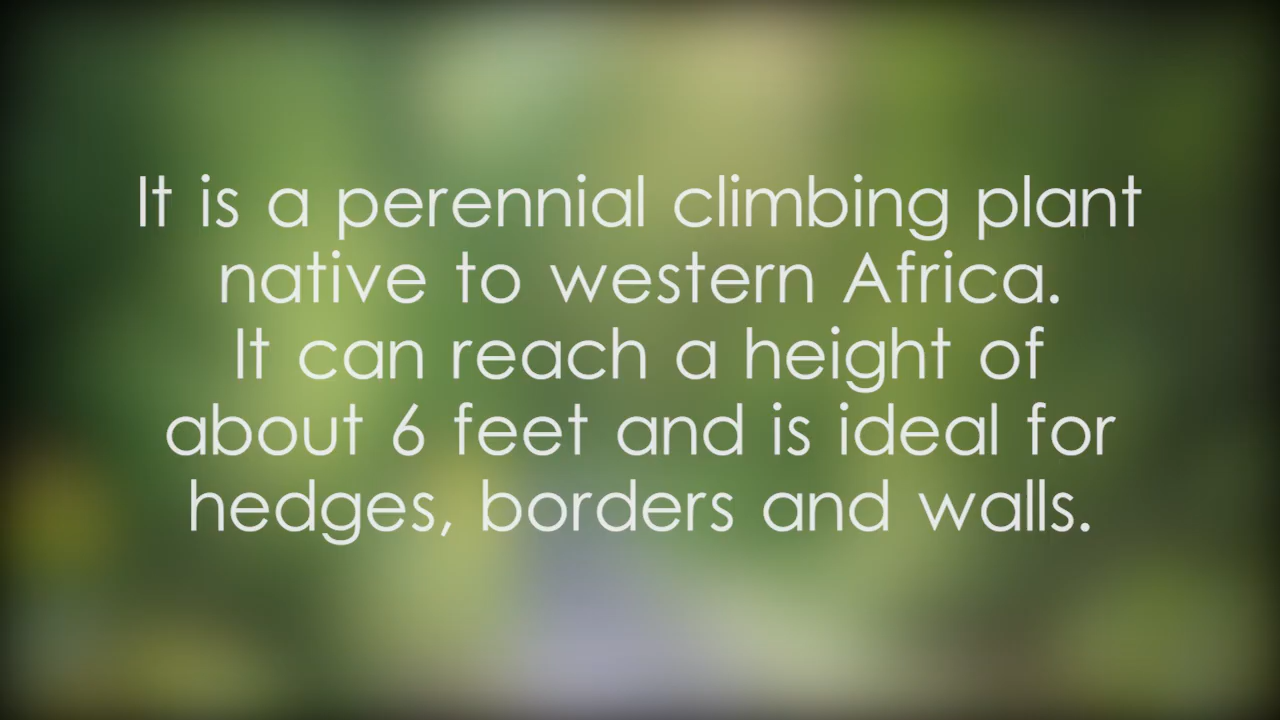 It is a perennial climbing plant
native to western Africa.
It can reach a height of
about 6 feet and is ideal for
hedges, borders and walls.